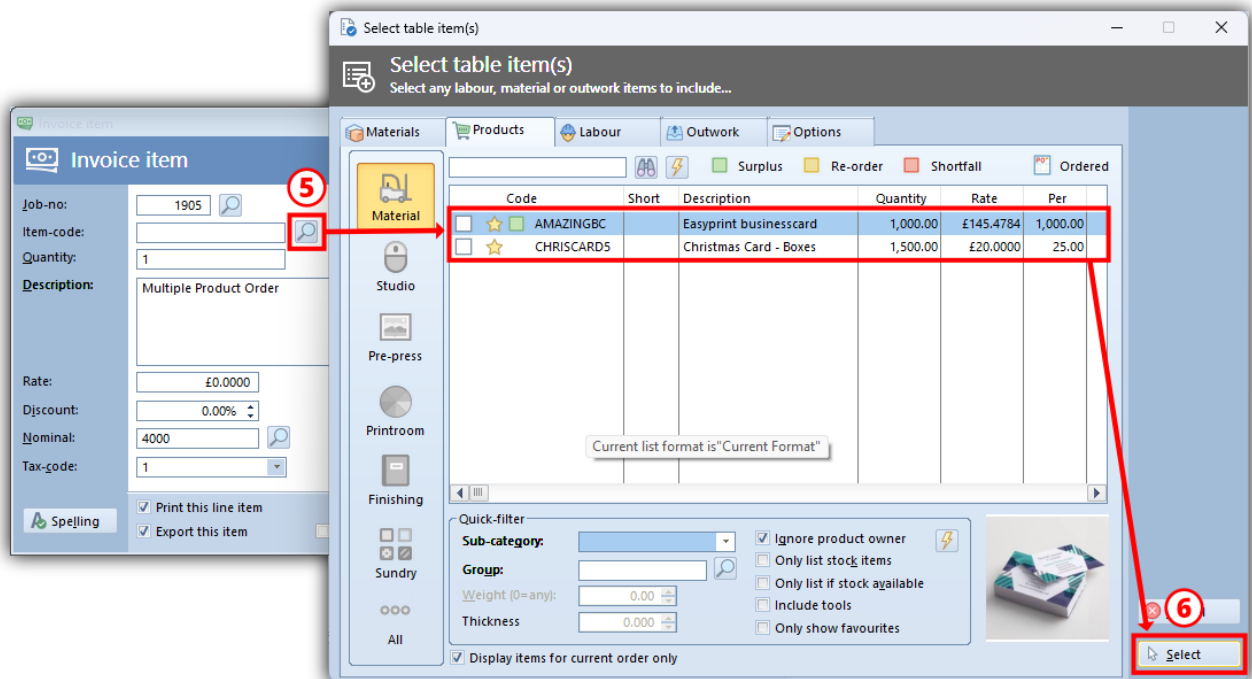 Invoice item
Invoice item
5
Job-no:
1905
Item-code:
Quantity:
1
Description:
Multiple Product Order
Rate:
£0.0000
Discount:
0.00%
Nominal:
4000
Tax-code:
1
Spelling
Print this line item
Export this item
Select table item(s)
Select table item(s)
Select any labour, material or outwork items to include...
Materials
Products
Labour
Outwork
Options
Material
Studio
Pre-press
Printroom
Finishing
Sundry
All
Surplus
Re-order
Shortfall
PO*
Ordered
Code Short Description Quantity Rate Per
AMAZINGBC Easyprint businesscard 1,000.00 £145.4784 1,000.00
CHRISCARD5 Christmas Card - Boxes 1,500.00 £20.0000 25.00
Current list format is"Current Format"
Quick-filter
Sub-category:
Group:
Weight (0=any):
0.00
Thickness
0.000
Ignore product owner
Only list stock items
Only list if stock available
Include tools
Only show favourites
Display items for current order only
6
Select